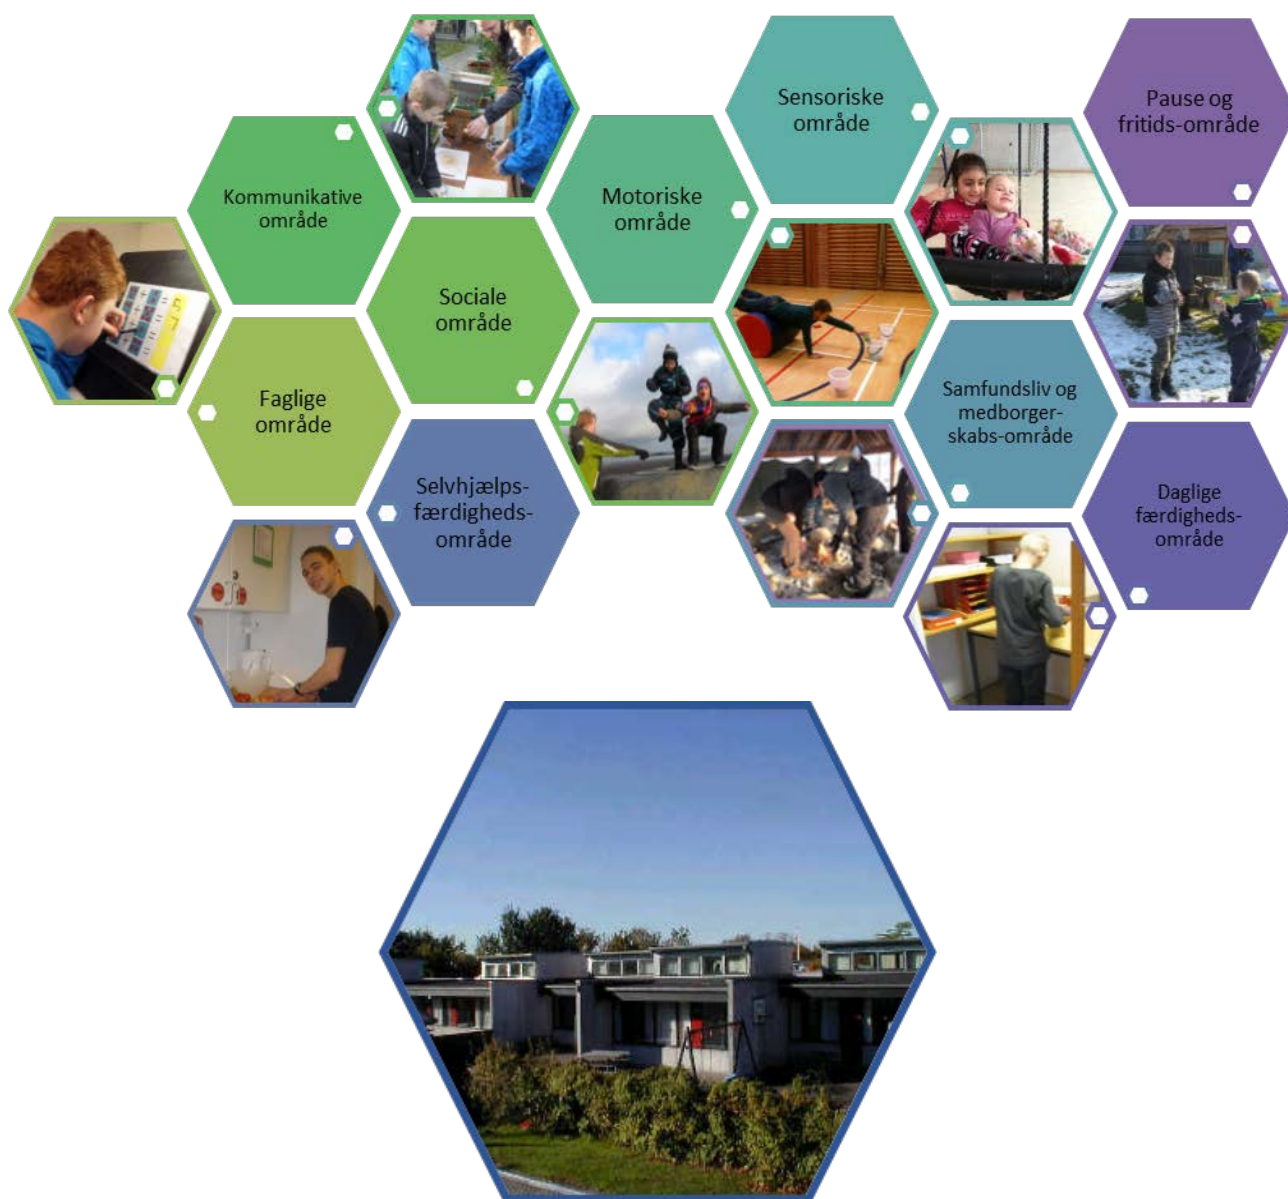 Kommunikative
område
Sociale
område
Motoriske
område
Sensoriske
område
Pause og
fritids-område
Faglige
område
Selvhjælps-
færdigheds-
område
Samfundsliv og
medborger-
skabs-område
Daglige
færdigheds-
område